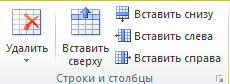 Удалить
Вставить
сверху
Вставить снизу
Вставить слева
Вставить справа
Строки и столбцы